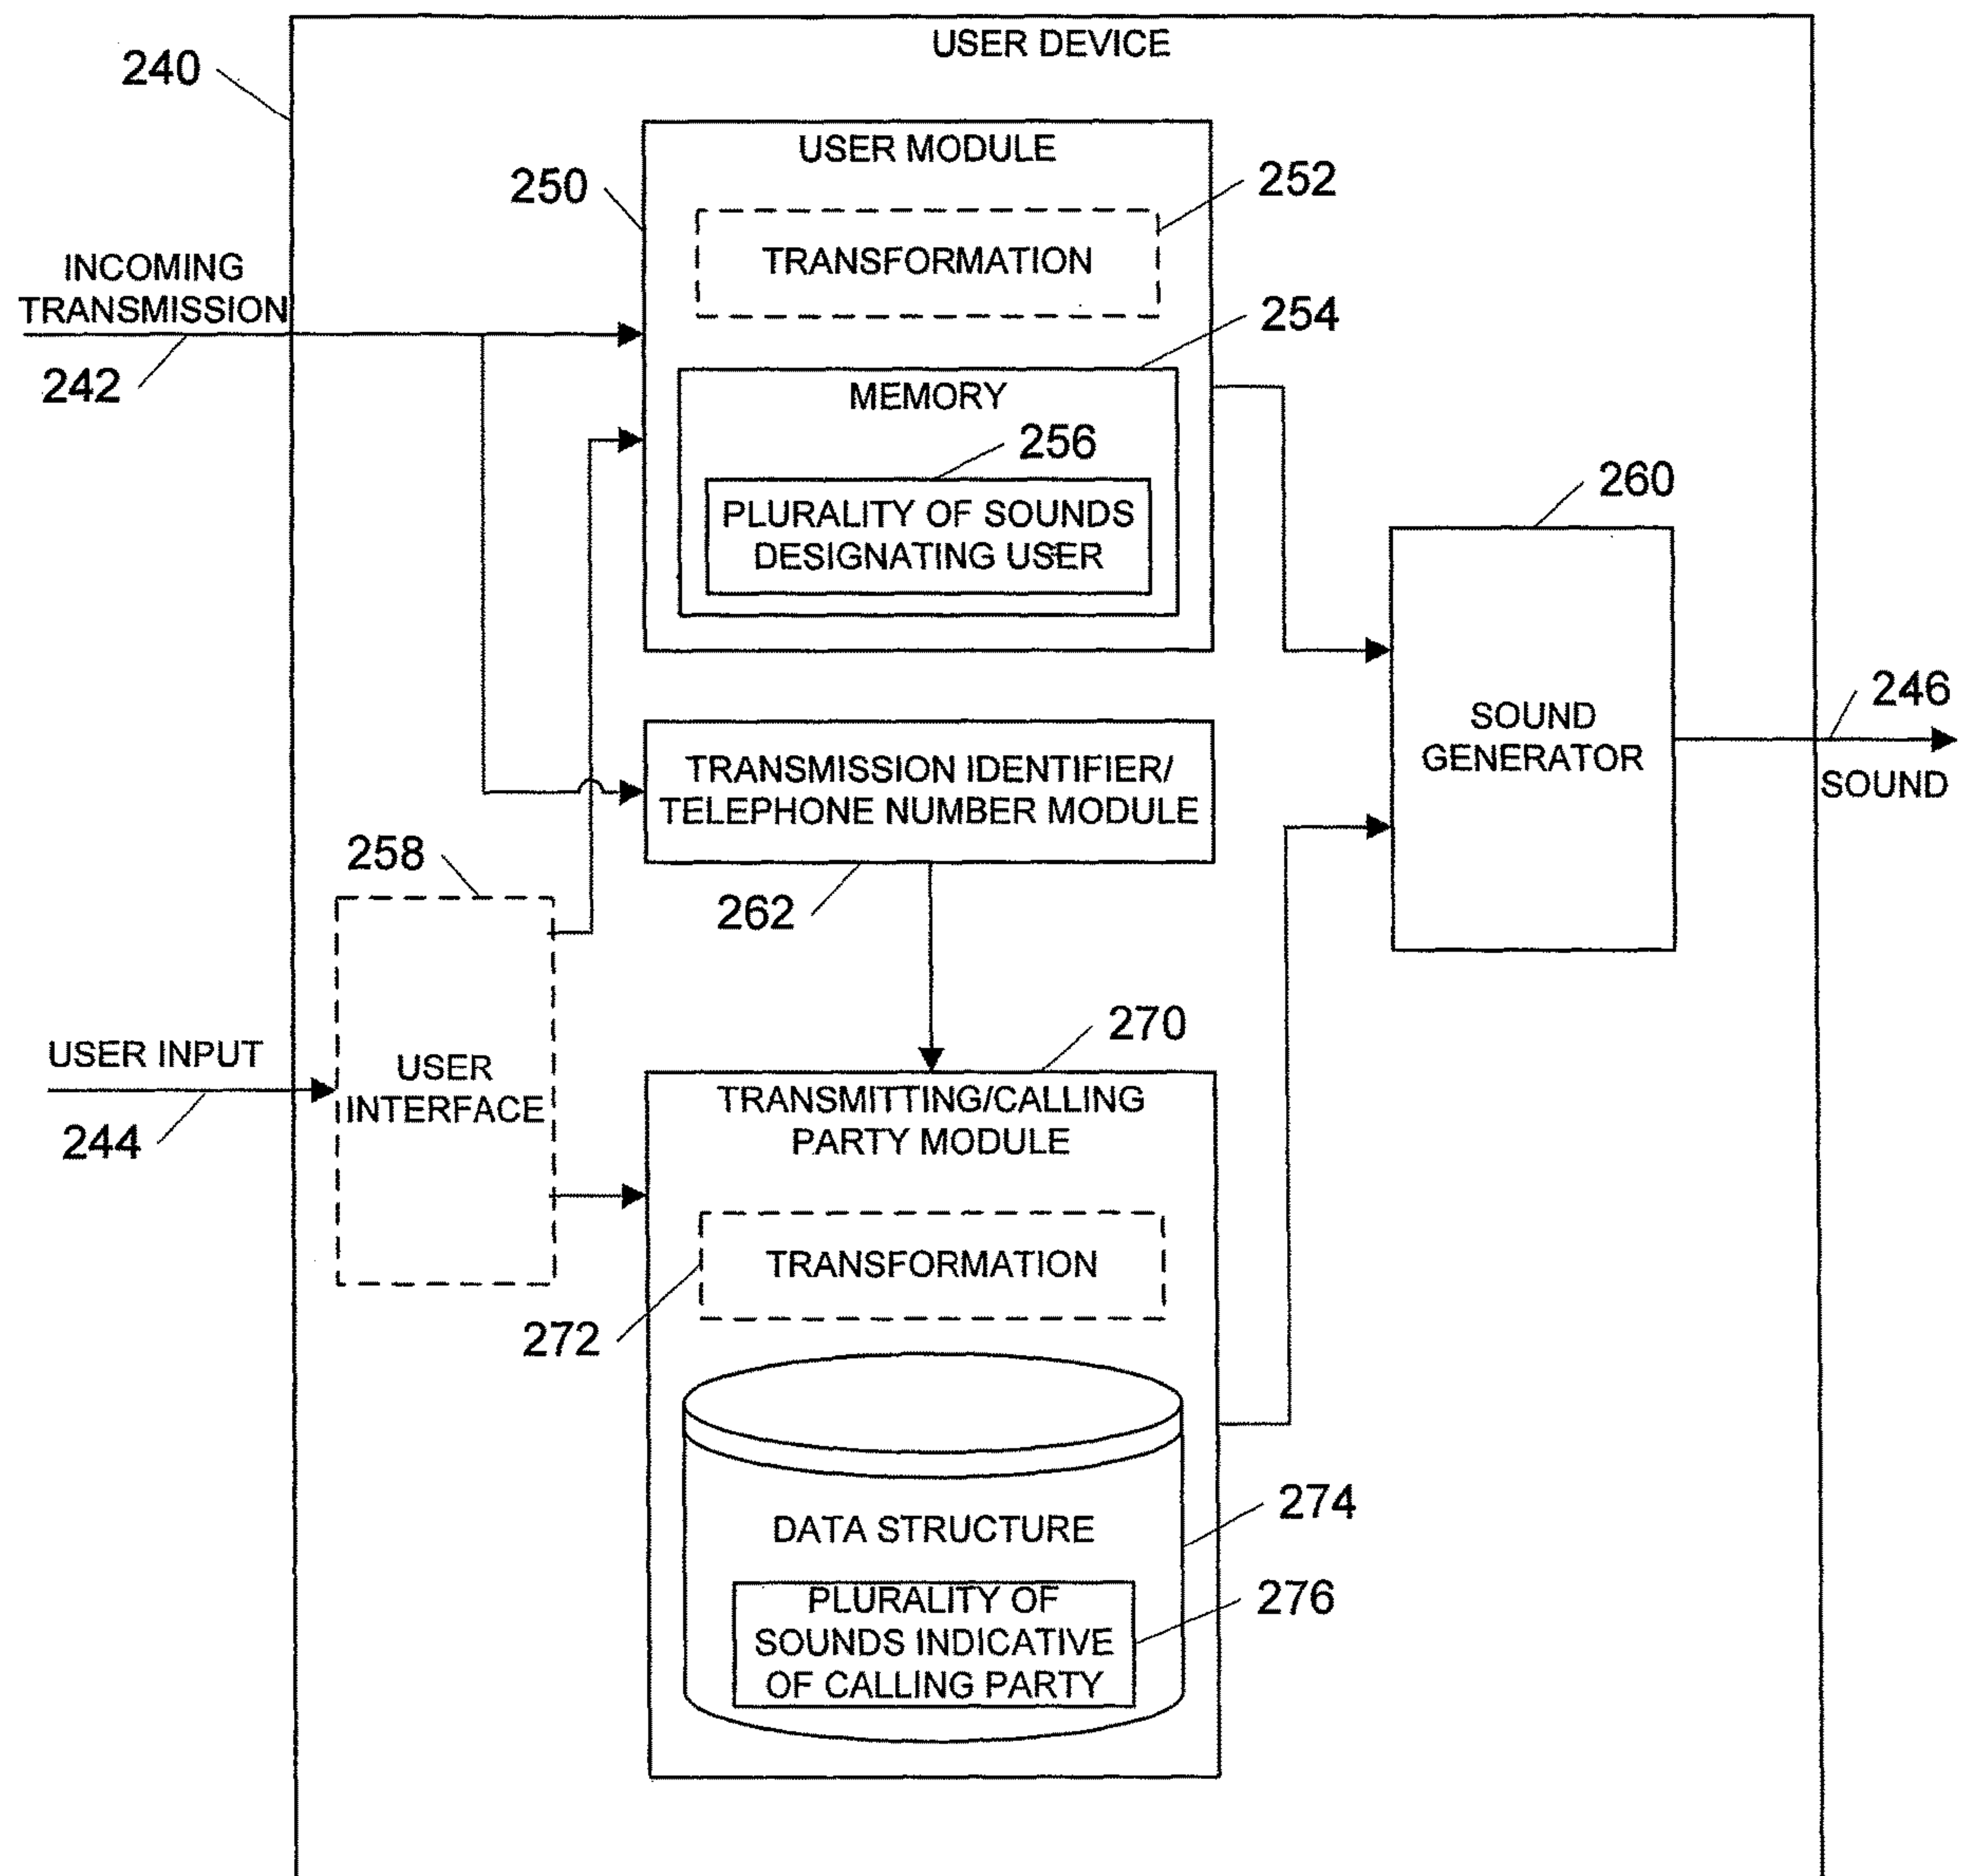 USER DEVICE
240
USER MODULE
250
252
TRANSFORMATION
INCOMING
TRANSMISSION
242
254
MEMORY
256
PLURALITY OF SOUNDS
DESIGNATING USER
260
SOUND
GENERATOR
246
SOUND
TRANSMISSION IDENTIFIER/
TELEPHONE NUMBER MODULE
262
258
USER
INTERFACE
USER INPUT
244
270
TRANSMITTING/CALLING
PARTY MODULE
TRANSFORMATION
272
DATA STRUCTURE
274
PLURALITY OF
SOUNDS INDICATIVE
OF CALLING PARTY
276